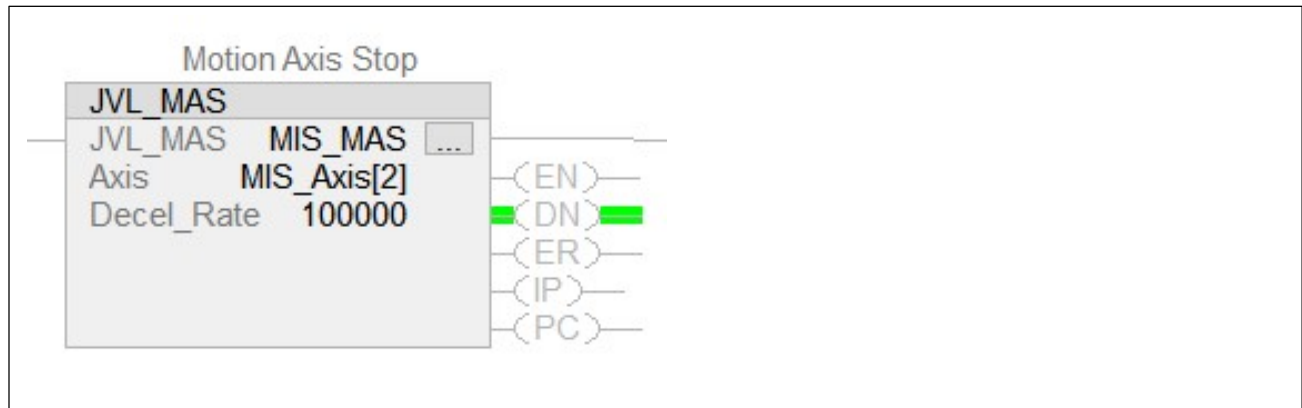 Motion Axis Stop
JVL_MAS
JVL_MAS MIS_MAS ...
Axis MIS_Axis[2]
(EN)
Decel_Rate 100000
(DN)
(ER)
(IP)
(PC)